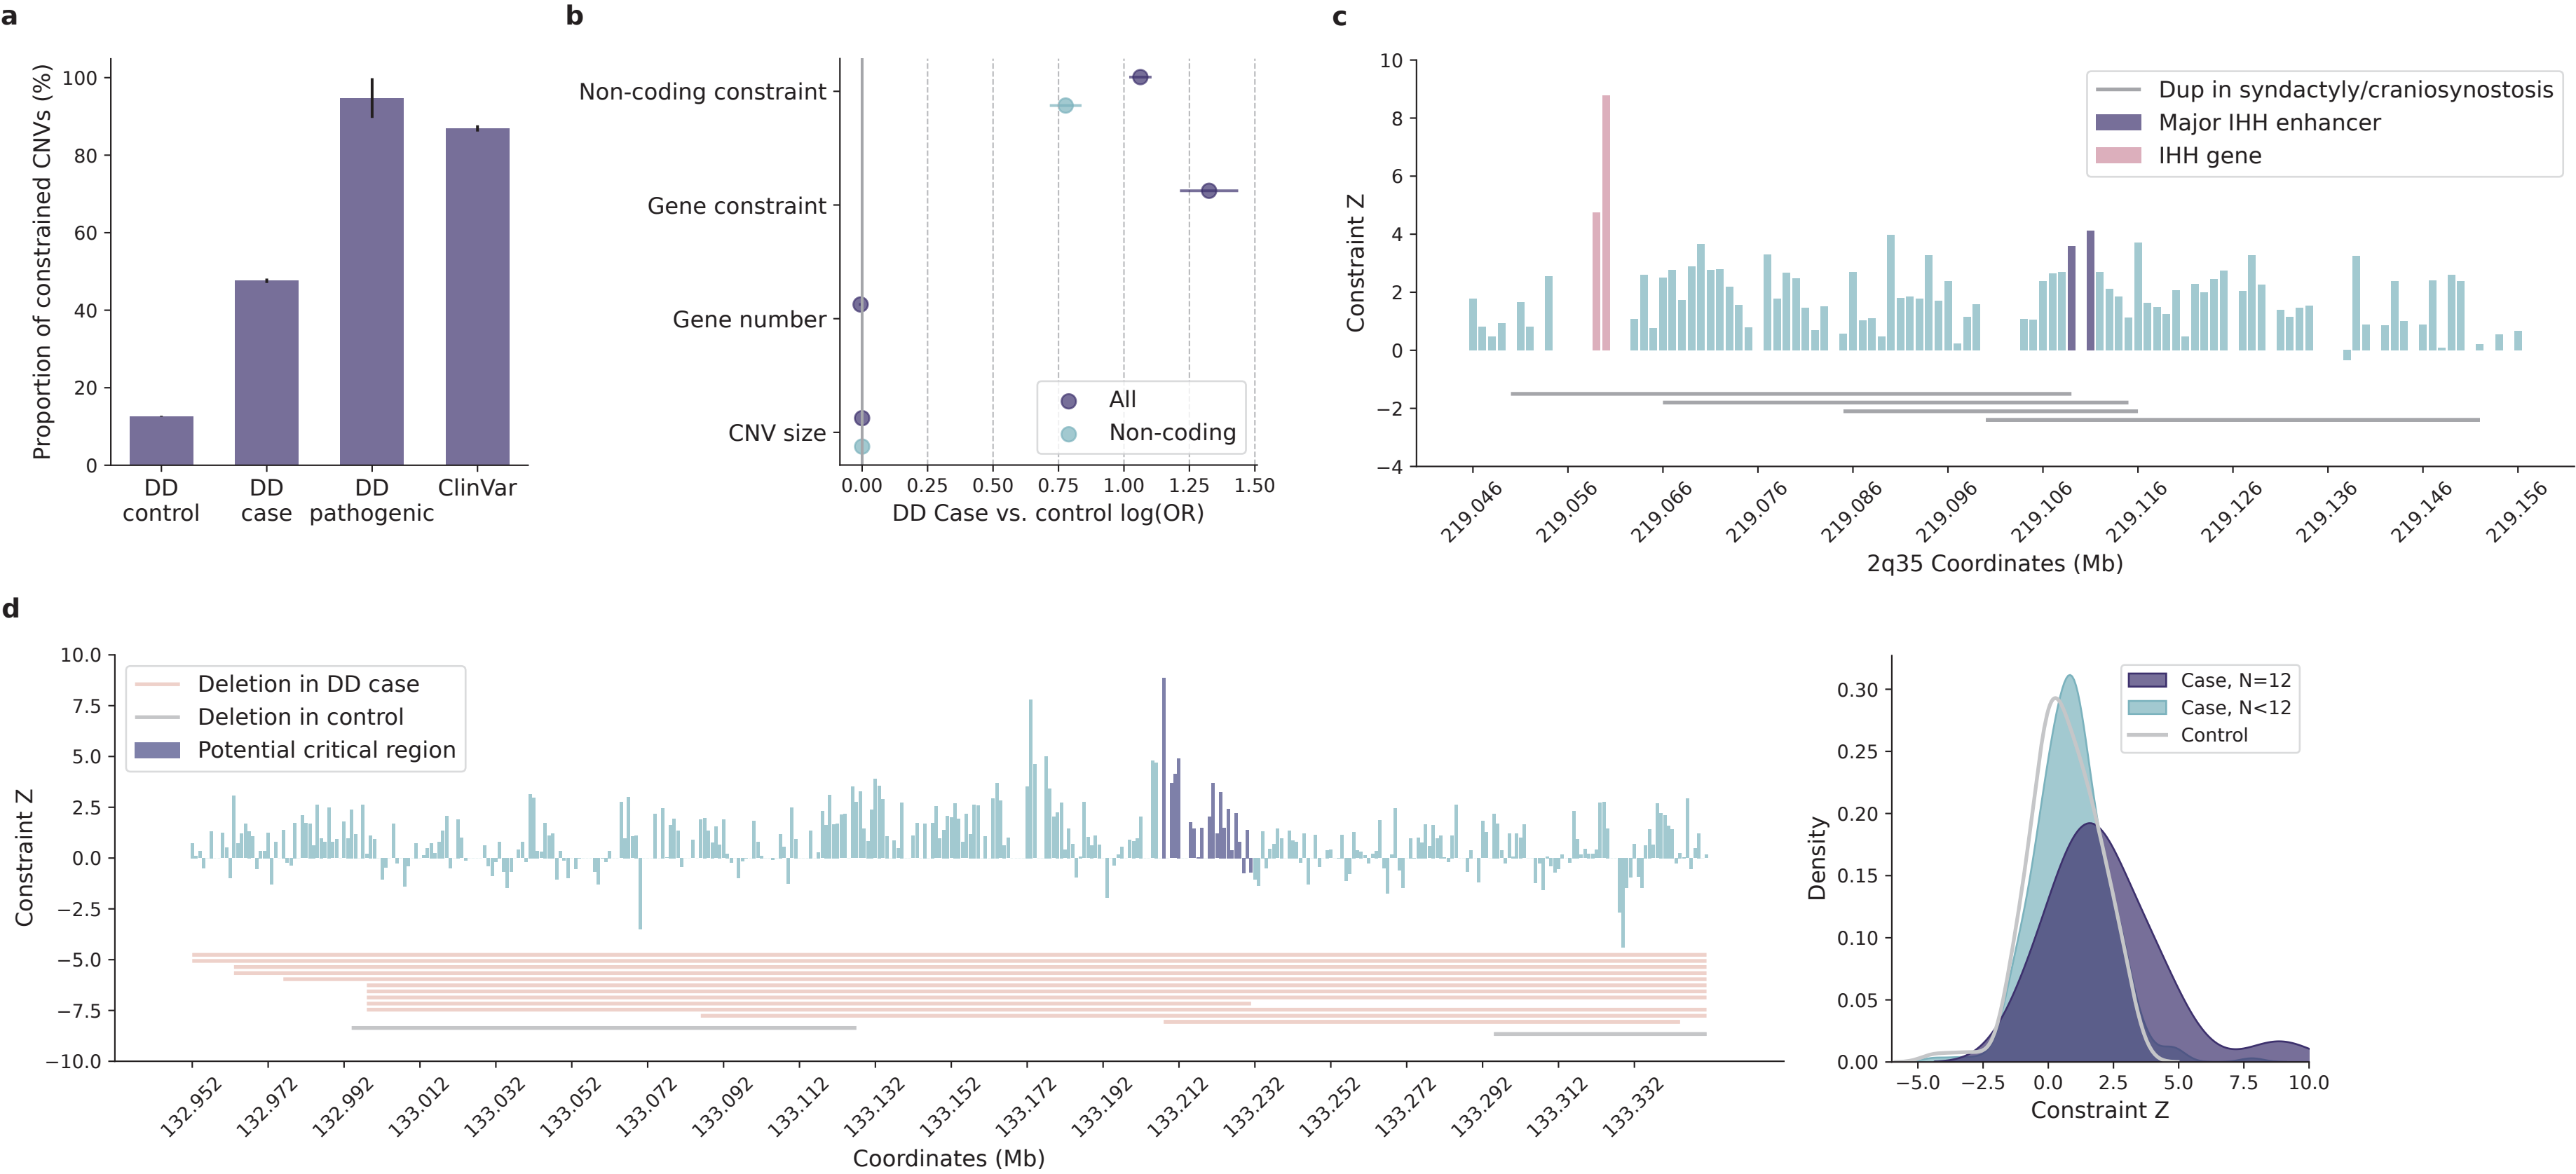 a
Proportion of constrained CNVs (%)
100
80
60
40
20
0
DD
control
DD
case
DD
pathogenic
ClinVar
b
Non-coding constraint
Gene constraint
Gene number
CNV size
All
Non-coding
0.00 0.25 0.50 0.75 1.00 1.25 1.50
DD Case vs. control log(OR)
c
Constraint Z
10
8
6
4
2
0
−2
−4
Dup in syndactyly/craniosynostosis
Major IHH enhancer
IHH gene
219.046 219.056 219.066 219.076 219.086 219.096 219.106 219.116 219.126 219.136 219.146 219.156
2q35 Coordinates (Mb)
d
Constraint Z
10.0
7.5
5.0
2.5
0.0
−2.5
−5.0
−7.5
−10.0
Deletion in DD case
Deletion in control
Potential critical region
132.952 132.972 132.992 133.012 133.032 133.052 133.072 133.092 133.112 133.132 133.152 133.172 133.192 133.212 133.232 133.252 133.272 133.292 133.312 133.332
Coordinates (Mb)
Density
0.30
0.25
0.20
0.15
0.10
0.05
0.00
Case, N=12
Case, N<12
Control
−5.0 −2.5 0.0 2.5 5.0 7.5 10.0
Constraint Z